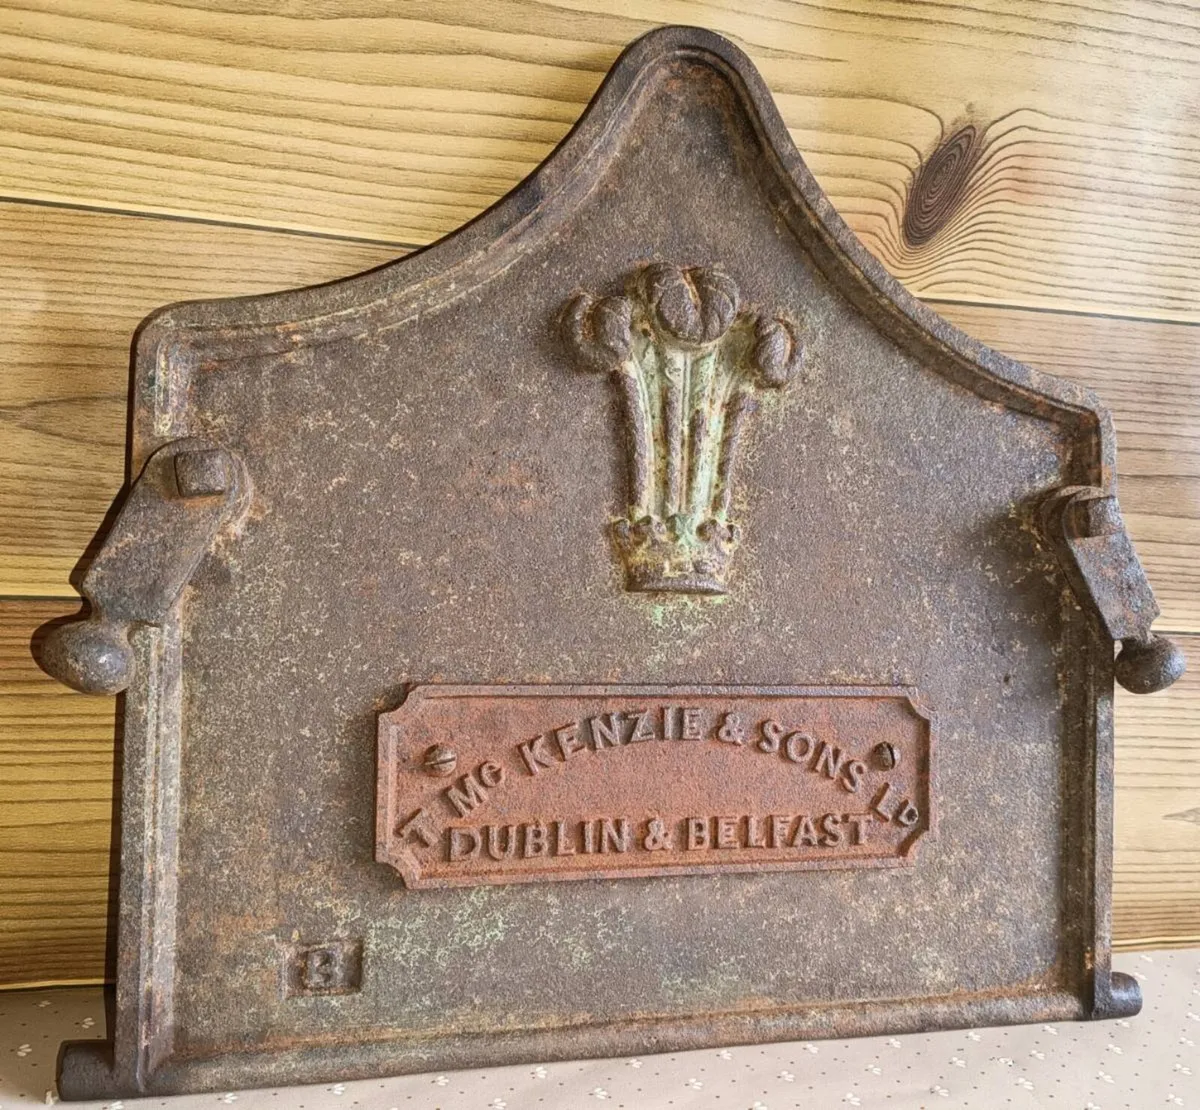 T. MC KENZIE & SONS LD
DUBLIN & BELFAST